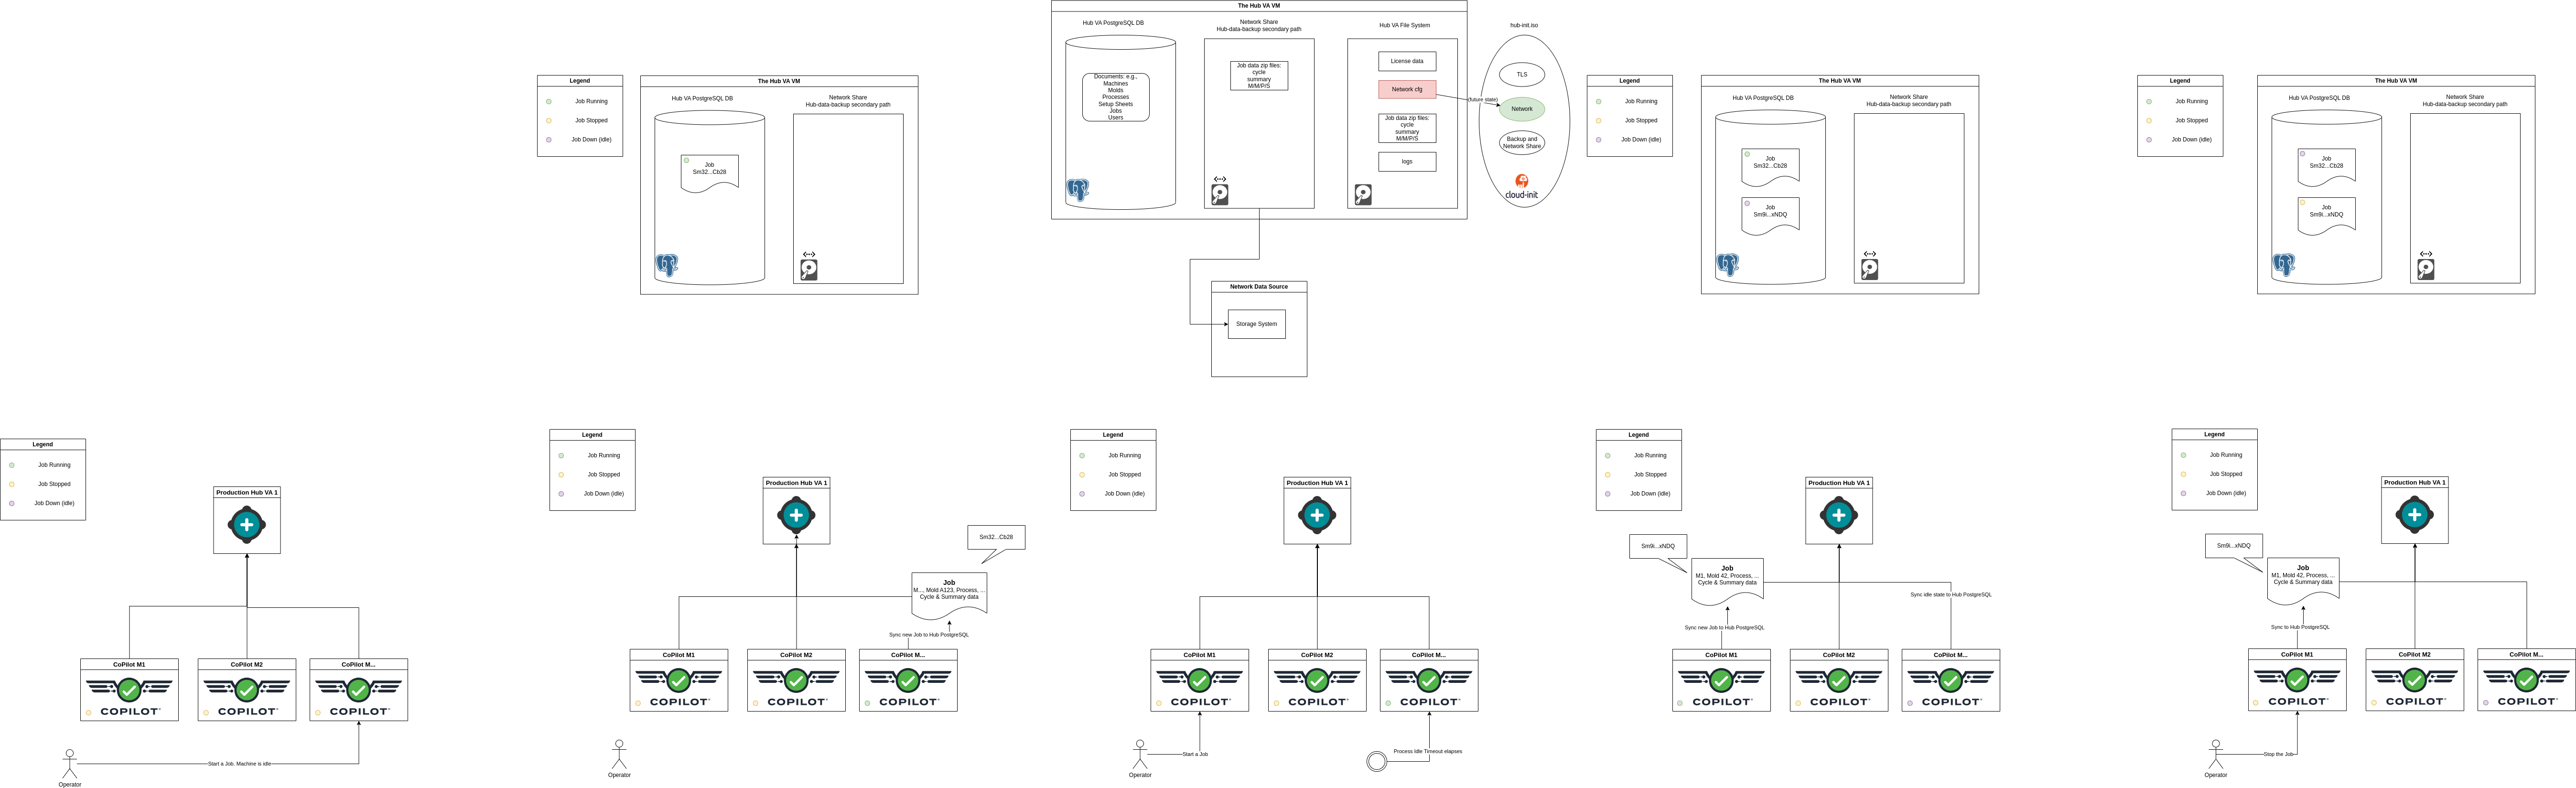 The Hub VA VM
Hub VA PostgreSQL DB
Network Share
Hub-data-backup secondary path
Hub VA File System
hub-init.iso
Documents: e.g.,
Machines
Molds
Processes
Setup Sheets
Jobs
Users
Job data zip files:
cycle
summary
M/M/P/S
License data
Network cfg
Job data zip files:
cycle
summary
M/M/P/S
logs
(future state)
TLS
Network
Backup and
Network Share
cloud-init
Network Data Source
Storage System
Legend
Job Running
Job Stopped
Job Down (idle)
The Hub VA VM
Hub VA PostgreSQL DB
Network Share
Hub-data-backup secondary path
Job
Sm32...Cb28
Legend
Job Running
Job Stopped
Job Down (idle)
The Hub VA VM
Hub VA PostgreSQL DB
Network Share
Hub-data-backup secondary path
Job
Sm32...Cb28
Job
Sm9i...xNDQ
Legend
Job Running
Job Stopped
Job Down (idle)
The Hub VA VM
Hub VA PostgreSQL DB
Network Share
Hub-data-backup secondary path
Job
Sm32...Cb28
Job
Sm9i...xNDQ
Legend
Job Running
Job Stopped
Job Down (idle)
Production Hub VA 1
CoPilot M1
COPILOT
CoPilot M2
COPILOT
CoPilot M...
COPILOT
Start a Job. Machine is idle
Operator
Legend
Job Running
Job Stopped
Job Down (idle)
Production Hub VA 1
Sm32...Cb28
Job
M..., Mold A123, Process, ...
Cycle & Summary data
Sync new Job to Hub PostgreSQL
CoPilot M1
COPILOT
CoPilot M2
COPILOT
CoPilot M...
COPILOT
Operator
Legend
Job Running
Job Stopped
Job Down (idle)
Production Hub VA 1
CoPilot M1
COPILOT
CoPilot M2
COPILOT
CoPilot M...
COPILOT
Start a Job
Process Idle Timeout elapses
Operator
Legend
Job Running
Job Stopped
Job Down (idle)
Production Hub VA 1
Sm9i...xNDQ
Job
M1, Mold 42, Process, ...
Cycle & Summary data
Sync idle state to Hub PostgreSQL
Sync new Job to Hub PostgreSQL
CoPilot M1
COPILOT
CoPilot M2
COPILOT
CoPilot M...
COPILOT
Legend
Job Running
Job Stopped
Job Down (idle)
Production Hub VA 1
Sm9i...xNDQ
Job
M1, Mold 42, Process, ...
Cycle & Summary data
Sync to Hub PostgreSQL
CoPilot M1
COPILOT
CoPilot M2
COPILOT
CoPilot M...
COPILOT
Stop the Job
Operator